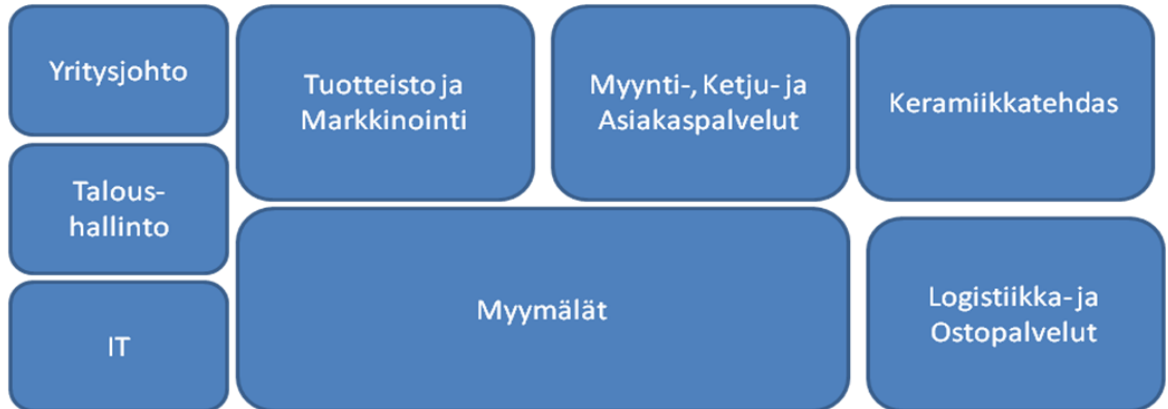 Yritysjohto
Talous-
hallinto
IT
Tuotteisto ja
Markkinointi
Myynti-, Ketju- ja
Asiakaspalvelut
Keramiikkatehdas
Myymälät
Logistiikka- ja
Ostopalvelut